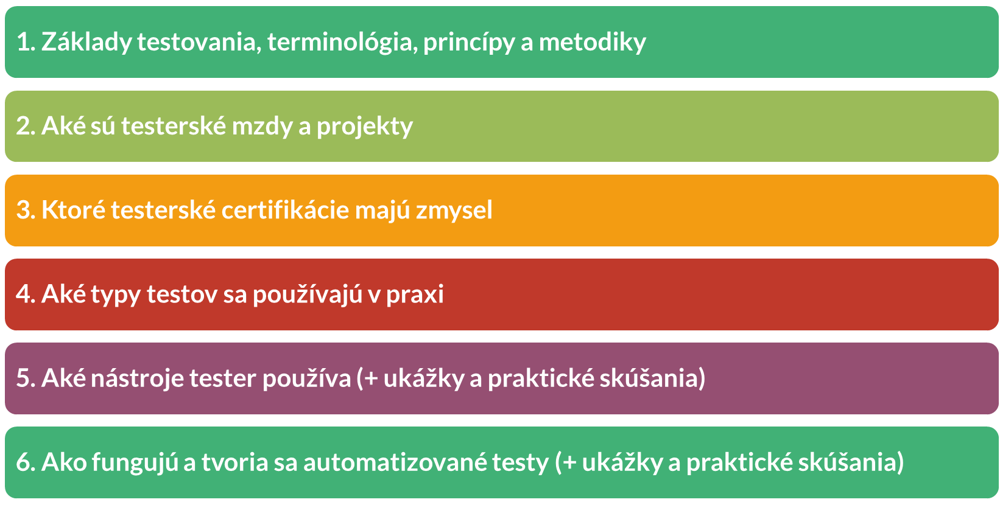 1. Základy testovania, terminológia, princípy a metodiky
2. Aké sú testerské mzdy a projekty
3. Ktoré testerské certifikácie majú zmysel
4. Aké typy testov sa používajú v praxi
5. Aké nástroje tester používa (+ ukážky a praktické skúšania)
6. Ako fungujú a tvoria sa automatizované testy (+ ukážky a praktické skúšania)